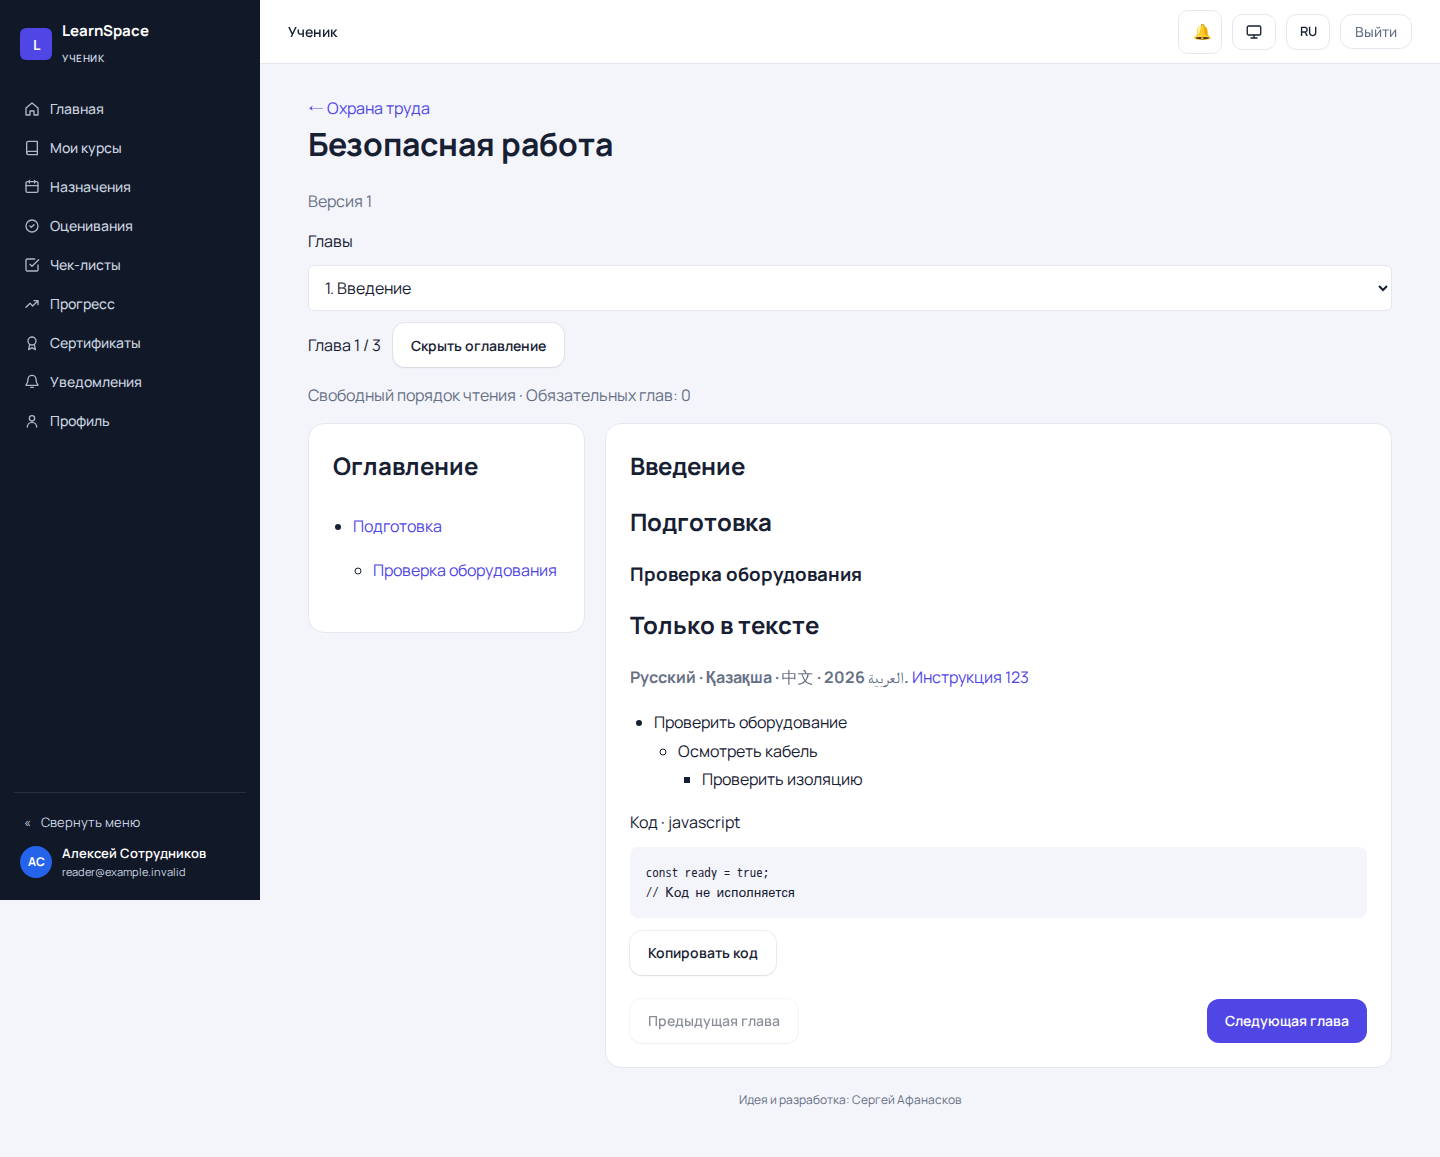 L
LearnSpace
УЧЕНИК
Главная
Мои курсы
Назначения
Оценивания
Чек-листы
Прогресс
Сертификаты
Уведомления
Профиль
« Свернуть меню
АС
Алексей Сотрудников
reader@example.invalid
Ученик
RU
Выйти
← Охрана труда
Безопасная работа
Версия 1
Главы
1. Введение
Глава 1 / 3
Скрыть оглавление
Свободный порядок чтения · Обязательных глав: 0
Оглавление
Подготовка
Проверка оборудования
Введение
Подготовка
Проверка оборудования
Только в тексте
Русский · Қазақша · 中文 · 2026 العربية. Инструкция 123
Проверить оборудование
Осмотреть кабель
Проверить изоляцию
Код · javascript
const ready = true;
// Код не исполняется
Копировать код
Предыдущая глава
Следующая глава
Идея и разработка: Сергей Афанасков